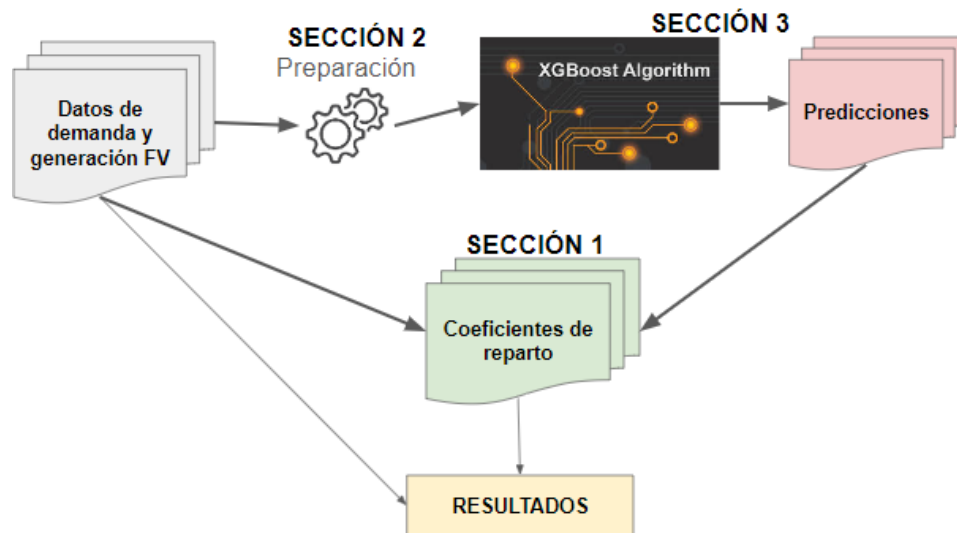 SECCIÓN 2
Preparación
SECCIÓN 3
XGBoost Algorithm
Datos de
demanda y
generación FV
Predicciones
SECCIÓN 1
Coeficientes de
reparto
RESULTADOS